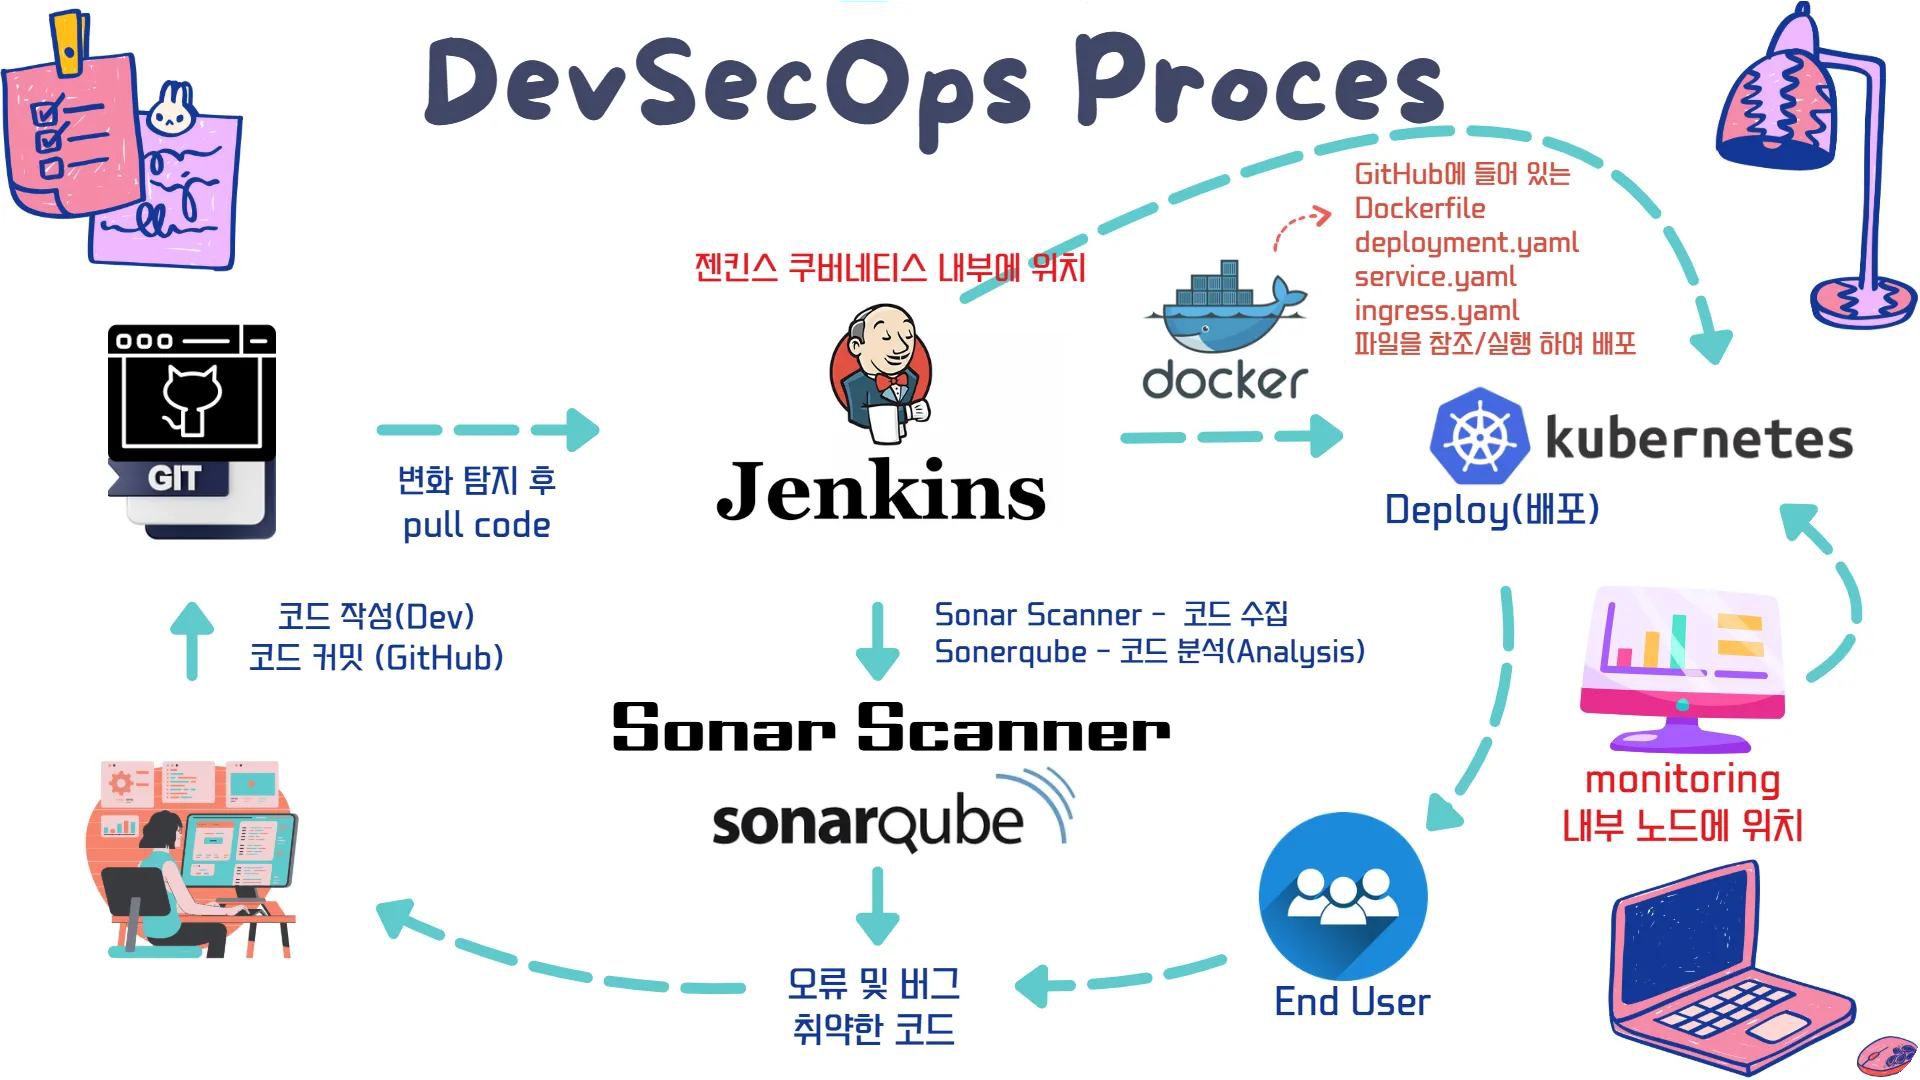 DevSecOps Proces
GitHub에 들어 있는
Dockerfile
deployment.yaml
service.yaml
ingress.yaml
파일을 참조/실행 하여 배포
젠킨스 쿠버네티스 내부에 위치
docker
GIT
변화 탐지 후
pull code
Jenkins
kubernetes
Deploy(배포)
코드 작성(Dev)
코드 커밋 (GitHub)
Sonar Scanner - 코드 수집
Sonerqube - 코드 분석(Analysis)
Sonar Scanner
sonarqube
monitoring
내부 노드에 위치
오류 및 버그
취약한 코드
End User